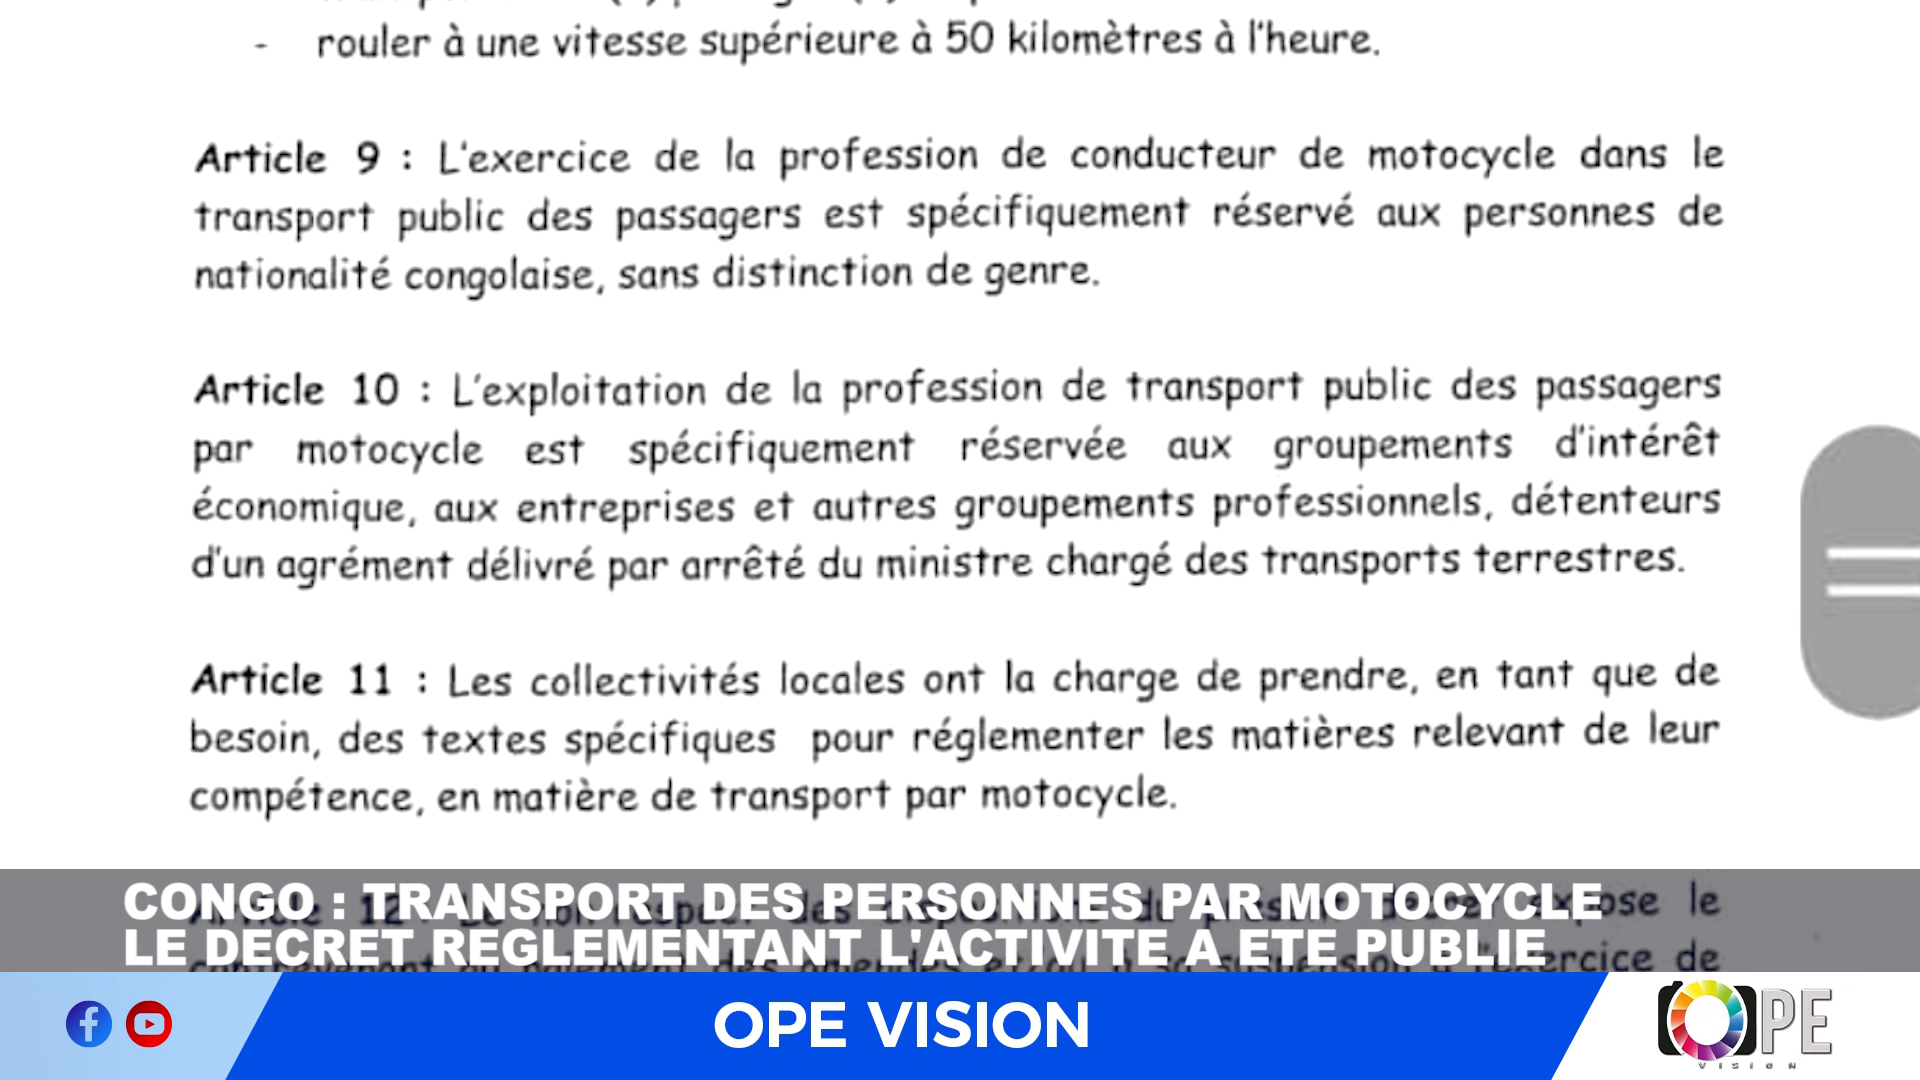 - rouler à une vitesse supérieure à 50 kilomètres à l'heure.
Article 9 : L'exercice de la profession de conducteur de motocycle dans le
transport public des passagers est spécifiquement réservé aux personnes de
nationalité congolaise, sans distinction de genre.
Article 10 : L'exploitation de la profession de transport public des passagers
par motocycle est spécifiquement réservée aux groupements d'intérêt
économique, aux entreprises et autres groupements professionnels, détenteurs
d'un agrément délivré par arrêté du ministre chargé des transports terrestres.
Article 11 : Les collectivités locales ont la charge de prendre, en tant que de
besoin, des textes spécifiques pour réglementer les matières relevant de leur
compétence, en matière de transport par motocycle.
le
CONGO : TRANSPORT DES PERSONNES PAR MOTOCYCLE
LE DECRET REGLEMENTANT L'ACTIVITE A ETE PUBLIE
de
OPE VISION
OPE
VISION